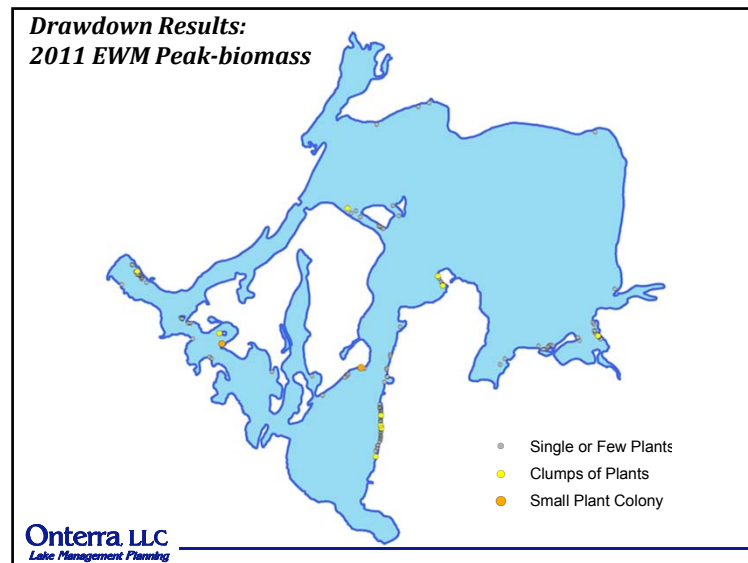 Drawdown Results:
2011 EWM Peak-biomass
Single or Few Plants
Clumps of Plants
Small Plant Colony
Onterra, LLC
Lake Management Planning